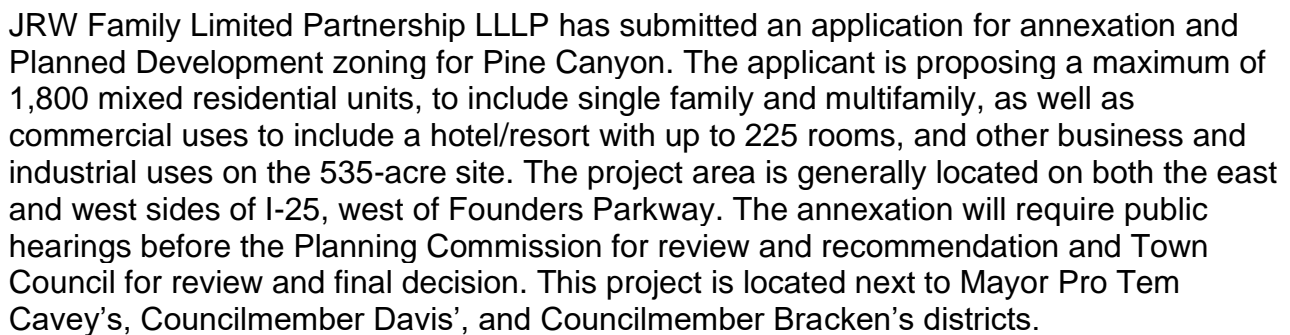 JRW Family Limited Partnership LLLP has submitted an application for annexation and
Planned Development zoning for Pine Canyon. The applicant is proposing a maximum of
1,800 mixed residential units, to include single family and multifamily, as well as
commercial uses to include a hotel/resort with up to 225 rooms, and other business and
industrial uses on the 535-acre site. The project area is generally located on both the east
and west sides of I-25, west of Founders Parkway. The annexation will require public
hearings before the Planning Commission for review and recommendation and Town
Council for review and final decision. This project is located next to Mayor Pro Tem
Cavey’s, Councilmember Davis’, and Councilmember Bracken’s districts.